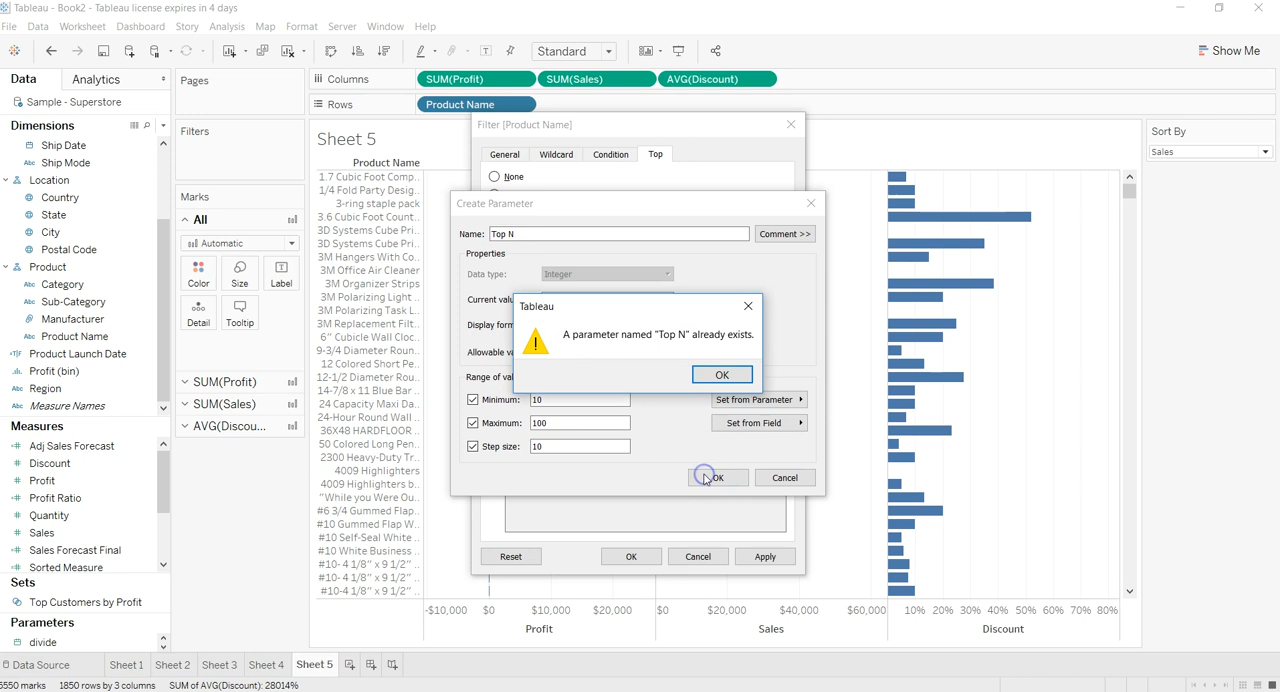 Tableau - Book2 - Tableau license expires in 4 days
File Data Worksheet Dashboard Story Analysis Map Format Server Window Help
Standard
Show Me
Data Analytics
Sample - Superstore
Dimensions
Ship Date
Abc Ship Mode
Location
Country
State
City
Postal Code
Product
Abc Category
Abc Sub-Category
Manufacturer
Abc Product Name
Product Launch Date
Profit (bin)
Abc Region
Abc Measure Names
Measures
Adj Sales Forecast
Discount
Profit
Profit Ratio
Quantity
Sales
Sales Forecast Final
Sorted Measure
Sets
Top Customers by Profit
Parameters
divide
Pages
Filters
Marks
All
Automatic
Color Size Label
Detail Tooltip
SUM(Profit)
SUM(Sales)
AVG(Discou...
Columns SUM(Profit) SUM(Sales) AVG(Discount)
Rows Product Name
Sheet 5
Product Name
1.7 Cubic Foot Comp..
1/4 Fold Party Desig..
3-ring staple pack
3.6 Cubic Foot Count..
3D Systems Cube Pri..
3D Systems Cube Pri..
3M Hangers With Co..
3M Office Air Cleaner
3M Organizer Strips
3M Polarizing Light ..
3M Polarizing Task L..
3M Replacement Filt..
6" Cubicle Wall Cloc..
9-3/4 Diameter Roun..
12 Colored Short Pe..
12-1/2 Diameter Rou..
14-7/8 x 11 Blue Bar ..
24 Capacity Maxi Da..
24-Hour Round Wall ..
36X48 HARDFLOOR ..
50 Colored Long Pen..
2300 Heavy-Duty Tr..
4009 Highlighters
4009 Highlighters b..
"While you Were Ou..
#6 3/4 Gummed Flap..
#10 Gummed Flap W..
#10 Self-Seal White ..
#10 White Business ..
#10- 4 1/8" x 9 1/2" ..
#10- 4 1/8" x 9 1/2" ..
#10-4 1/8" x 9 1/2" ..
-$10,000 $0 $10,000 $20,000 $0 $20,000 $40,000 $60,000 10% 20% 30% 40% 50% 60% 70% 80%
Profit Sales Discount
Sort By
Sales
Filter [Product Name]
General Wildcard Condition Top
None
Reset OK Cancel Apply
Create Parameter
Name: Top N Comment >>
Properties
Data type: Integer
Current valu
Display form
Allowable va
Range of val
Minimum: 10 Set from Parameter
Maximum: 100 Set from Field
Step size: 10
OK Cancel
Tableau
A parameter named "Top N" already exists.
OK
Data Source Sheet 1 Sheet 2 Sheet 3 Sheet 4 Sheet 5
5550 marks 1850 rows by 3 columns SUM of AVG(Discount): 28014%